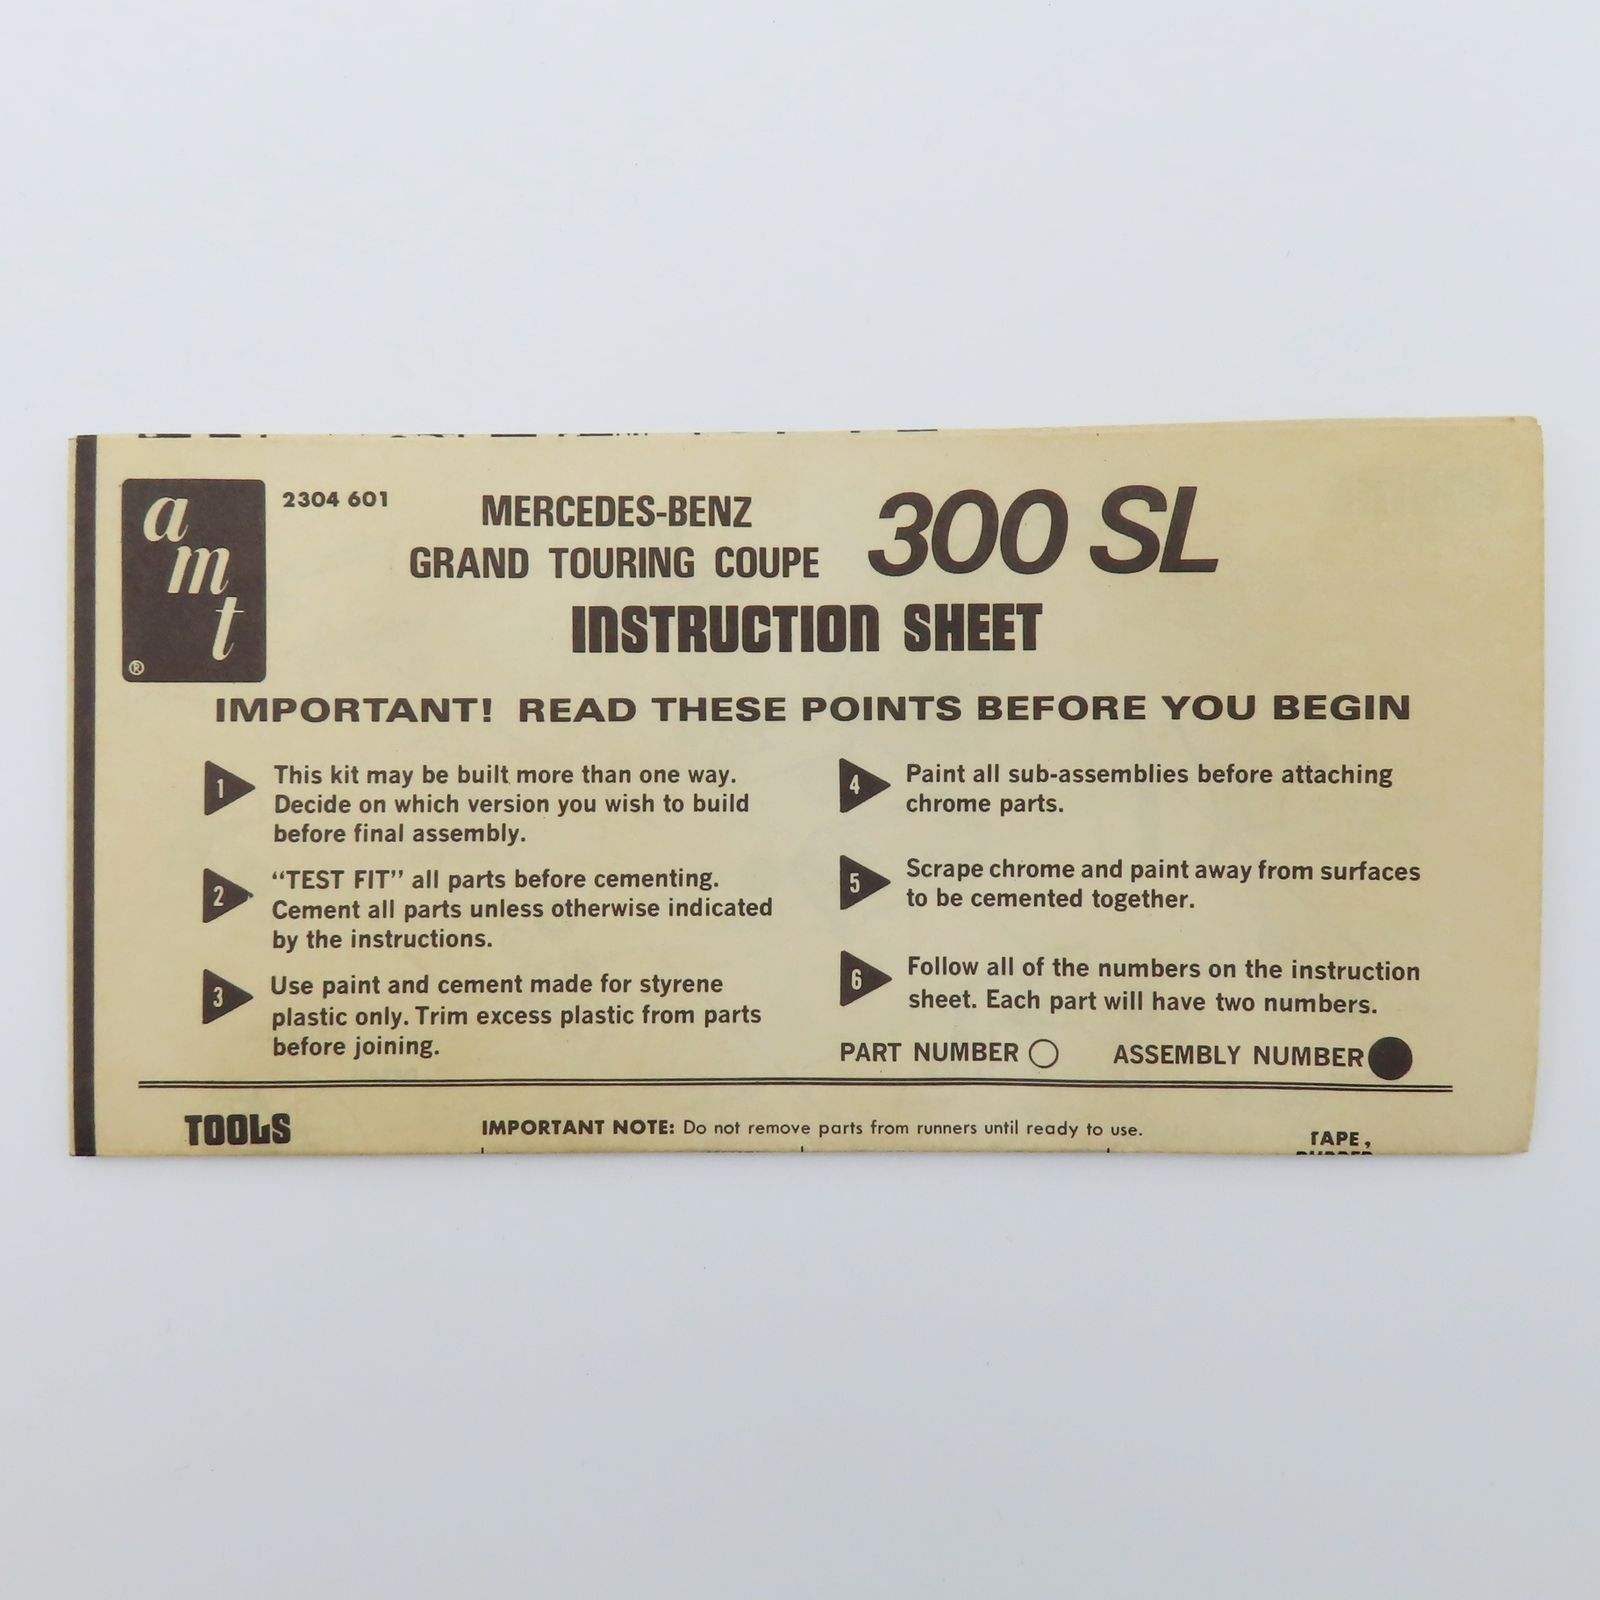 amt
®
2304 601
MERCEDES-BENZ
GRAND TOURING COUPE
300 SL
INSTRUCTION SHEET
IMPORTANT! READ THESE POINTS BEFORE YOU BEGIN
1 This kit may be built more than one way.
Decide on which version you wish to build
before final assembly.
2 “TEST FIT” all parts before cementing.
Cement all parts unless otherwise indicated
by the instructions.
3 Use paint and cement made for styrene
plastic only. Trim excess plastic from parts
before joining.
4 Paint all sub-assemblies before attaching
chrome parts.
5 Scrape chrome and paint away from surfaces
to be cemented together.
6 Follow all of the numbers on the instruction
sheet. Each part will have two numbers.
PART NUMBER ASSEMBLY NUMBER
TOOLS
IMPORTANT NOTE: Do not remove parts from runners until ready to use.
TAPE,